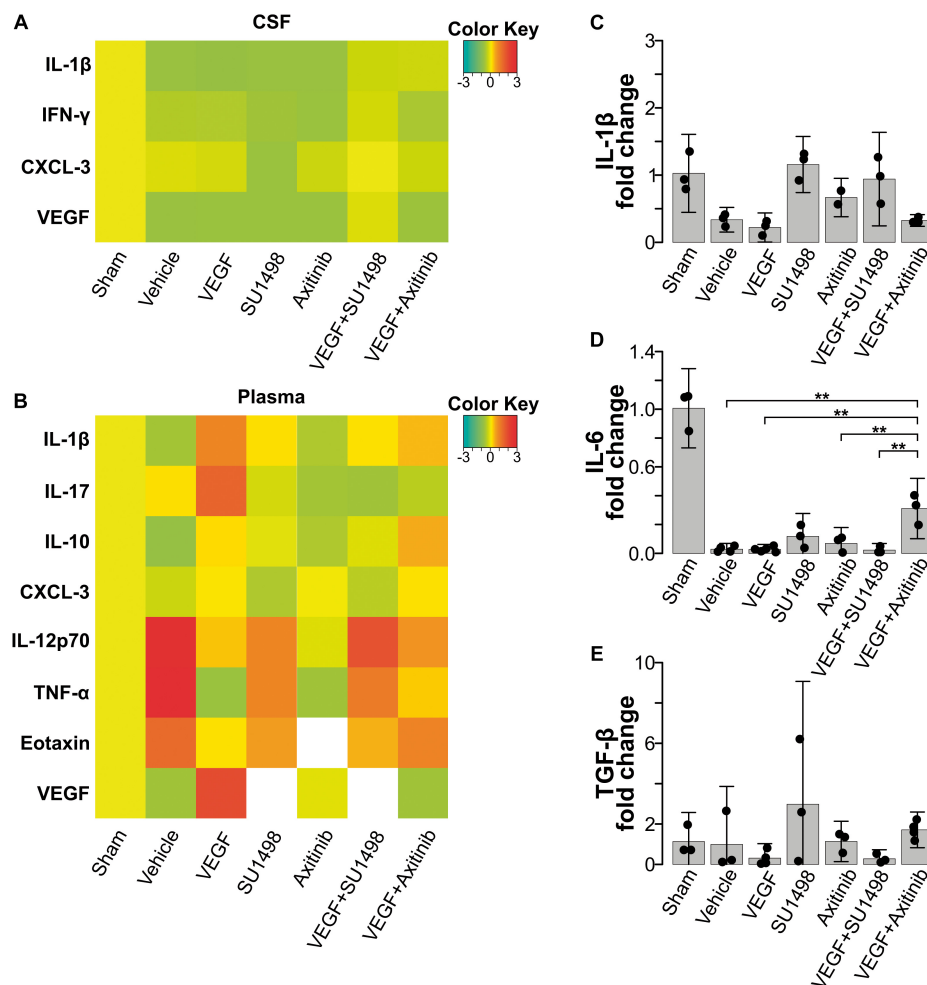 A
CSF
Color Key
-3 0 3
IL-1β
IFN-γ
CXCL-3
VEGF
Sham
Vehicle
VEGF
SU1498
Axitinib
VEGF+SU1498
VEGF+Axitinib
B
Plasma
Color Key
-3 0 3
IL-1β
IL-17
IL-10
CXCL-3
IL-12p70
TNF-α
Eotaxin
VEGF
Sham
Vehicle
VEGF
SU1498
Axitinib
VEGF+SU1498
VEGF+Axitinib
C
IL-1β
fold change
3
2
1
0
Sham
Vehicle
VEGF
SU1498
Axitinib
VEGF+SU1498
VEGF+Axitinib
D
IL-6
fold change
1.4
1.0
0.6
0.0
**
**
**
**
Sham
Vehicle
VEGF
SU1498
Axitinib
VEGF+SU1498
VEGF+Axitinib
E
TGF-β
fold change
10
6
2
0
Sham
Vehicle
VEGF
SU1498
Axitinib
VEGF+SU1498
VEGF+Axitinib